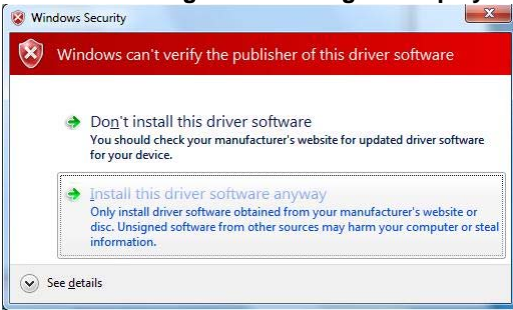 Windows Security
Windows can't verify the publisher of this driver software
Don't install this driver software
You should check your manufacturer's website for updated driver software
for your device.
Install this driver software anyway
Only install driver software obtained from your manufacturer's website or
disc. Unsigned software from other sources may harm your computer or steal
information.
See details